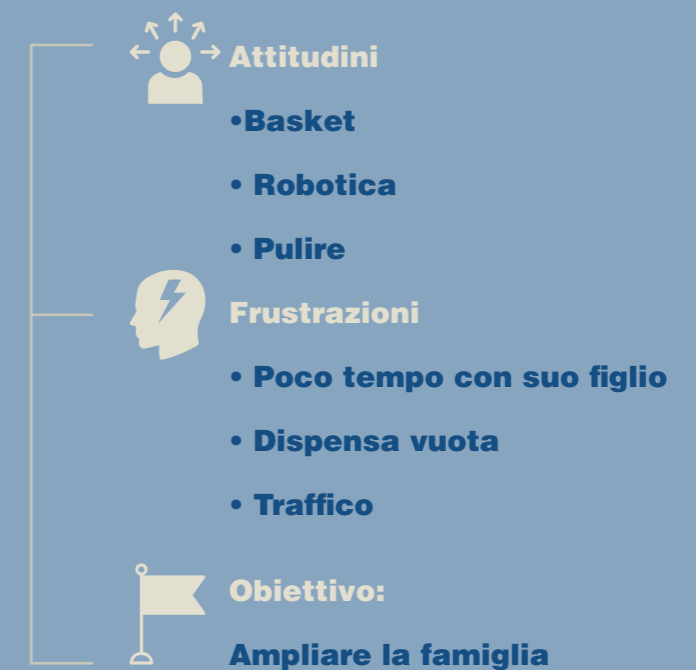 Attitudini
•Basket
• Robotica
• Pulire
Frustrazioni
• Poco tempo con suo figlio
• Dispensa vuota
• Traffico
Obiettivo:
Ampliare la famiglia